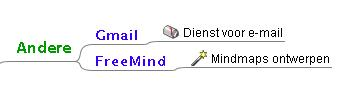 Andere
Gmail
Dienst voor e-mail
FreeMind
Mindmaps ontwerpen